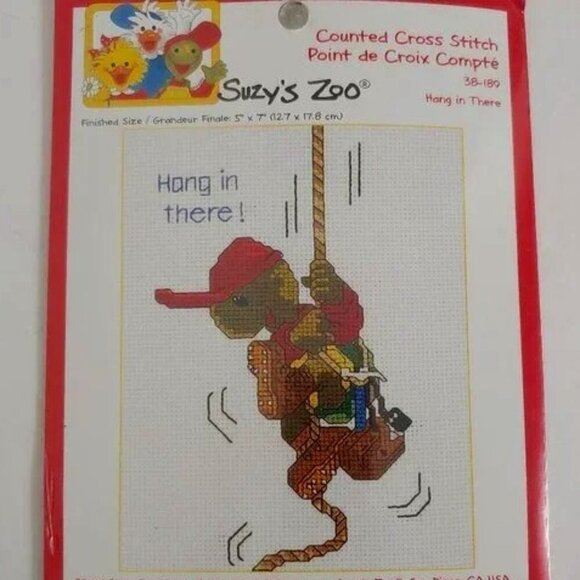 Counted Cross Stitch
Point de Croix Compté
38-189
Hang in There
Suzy's Zoo®
Finished Size / Grandeur Finale: 5" x 7" (12.7 x 17.8 cm)
Hang in
there!